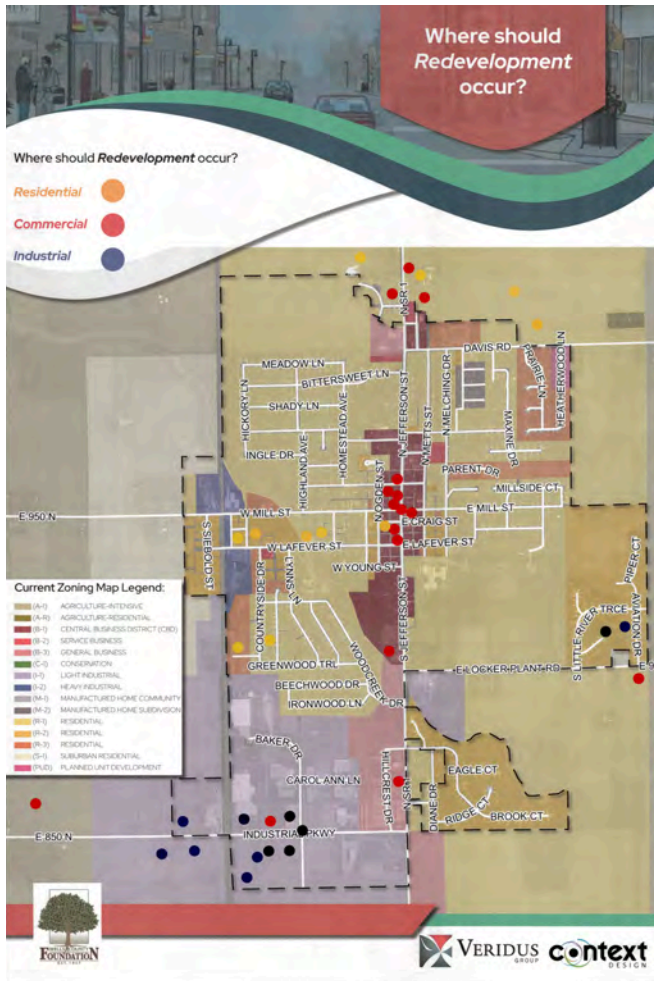 Where should
Redevelopment
occur?
Where should Redevelopment occur?
Residential
Commercial
Industrial
N SR 1
DAVIS RD
MEADOW LN
BITTERSWEET LN
SHADY LN
HICKORY LN
HOMESTEAD AVE
HIGHLAND AVE
INGLE DR
N JEFFERSON ST
N METTS ST
N MELCHING DR
MAXINE DR
PRAIRIE LN
HEATHERWOOD LN
PARENT DR
MILLSIDE CT
E MILL ST
N OGDEN ST
E CRAIG ST
E LAFEVER ST
E 950 N
W MILL ST
W LAFEVER ST
W YOUNG ST
S SIEBOLD ST
COUNTRYSIDE DR
LYNNS LN
S JEFFERSON ST
PIPER CT
AVIATION DR
S LITTLE RIVER TRCE
E LOCKER PLANT RD
E 9
GREENWOOD TRL
WOODCREEK DR
BEECHWOOD DR
IRONWOOD LN
BAKER DR
CAROL ANN LN
HILLCREST DR
N SR 1
DIANE DR
EAGLE CT
RIDGE CT
BROOK CT
E 850 N
INDUSTRIAL PKWY
Current Zoning Map Legend:
(A-1) AGRICULTURE-INTENSIVE
(A-R) AGRICULTURE-RESIDENTIAL
(B-1) CENTRAL BUSINESS DISTRICT (CBD)
(B-2) SERVICE BUSINESS
(B-3) GENERAL BUSINESS
(C-1) CONSERVATION
(I-1) LIGHT INDUSTRIAL
(I-2) HEAVY INDUSTRIAL
(M-1) MANUFACTURED HOME COMMUNITY
(M-2) MANUFACTURED HOME SUBDIVISION
(R-1) RESIDENTIAL
(R-2) RESIDENTIAL
(R-3) RESIDENTIAL
(S-1) SUBURBAN RESIDENTIAL
(PUD) PLANNED UNIT DEVELOPMENT
FOUNDATION
VERIDUS
GROUP
context
DESIGN